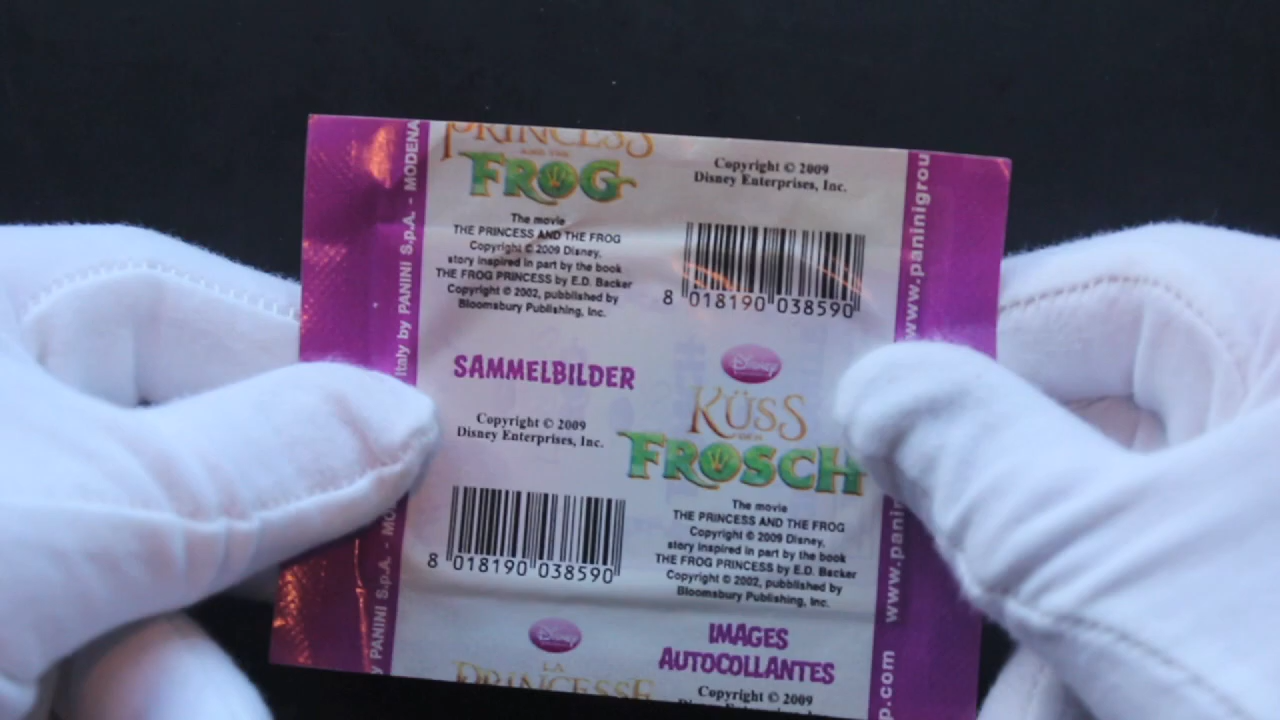 PRINCESS
AND THE
FROG
The movie
THE PRINCESS AND THE FROG
Copyright © 2009 Disney,
story inspired in part by the book
THE FROG PRINCESS by E.D. Backer
Copyright © 2002, pubblished by
Bloomsbury Publishing, Inc.
SAMMELBILDER
Copyright © 2009
Disney Enterprises, Inc.
8 018190 038590
Disney
LA
PRINCESSE
Copyright © 2009
Disney Enterprises, Inc.
8 018190 038590
Disney
KÜSS
DEN
FROSCH
The movie
THE PRINCESS AND THE FROG
Copyright © 2009 Disney,
story inspired in part by the book
THE FROG PRINCESS by E.D. Backer
Copyright © 2002, pubblished by
Bloomsbury Publishing, Inc.
IMAGES
AUTOCOLLANTES
Copyright © 2009
Italy by PANINI S.p.A. - MODENA
y PANINI S.p.A. - MO
www.paninigrou
p.com www.pani